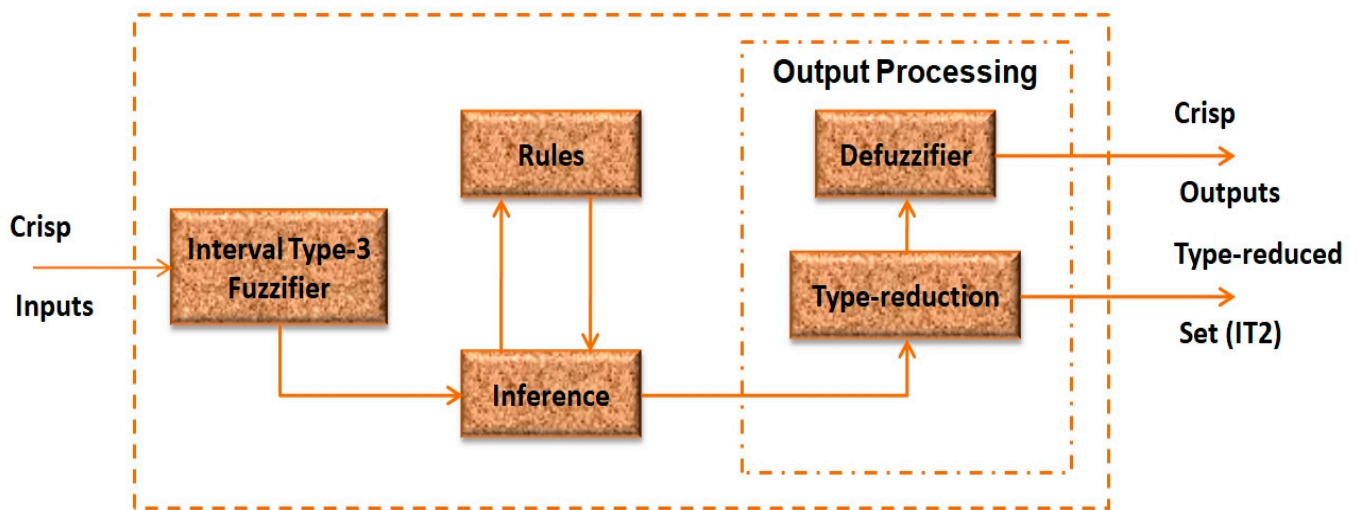 Output Processing
Crisp
Rules
Defuzzifier
Outputs
Crisp
Interval Type-3
Fuzzifier
Type-reduced
Inputs
Type-reduction
Set (IT2)
Inference